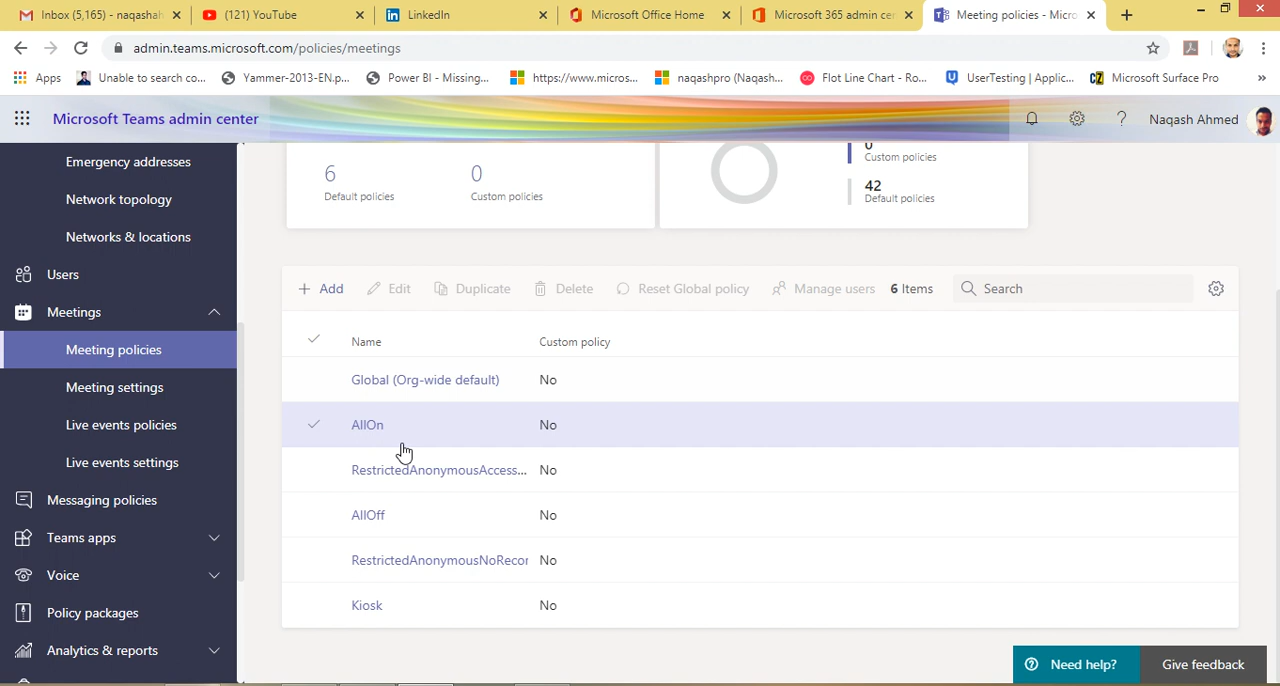 Inbox (5,165) - naqashah
(121) YouTube
LinkedIn
Microsoft Office Home
Microsoft 365 admin cen
Meeting policies - Micro
admin.teams.microsoft.com/policies/meetings
Apps
Unable to search co...
Yammer-2013-EN.p...
Power BI - Missing...
https://www.micros...
naqashpro (Naqash...
Flot Line Chart - Ro...
UserTesting | Applic...
Microsoft Surface Pro
»
Microsoft Teams admin center
Naqash Ahmed
Emergency addresses
Network topology
Networks & locations
Users
Meetings
Meeting policies
Meeting settings
Live events policies
Live events settings
Messaging policies
Teams apps
Voice
Policy packages
Analytics & reports
6
Default policies
0
Custom policies
0
Custom policies
42
Default policies
+ Add
Edit
Duplicate
Delete
Reset Global policy
Manage users
6 Items
Search
Name Custom policy
Global (Org-wide default) No
AllOn No
RestrictedAnonymousAccess... No
AllOff No
RestrictedAnonymousNoRecor No
Kiosk No
Need help?
Give feedback